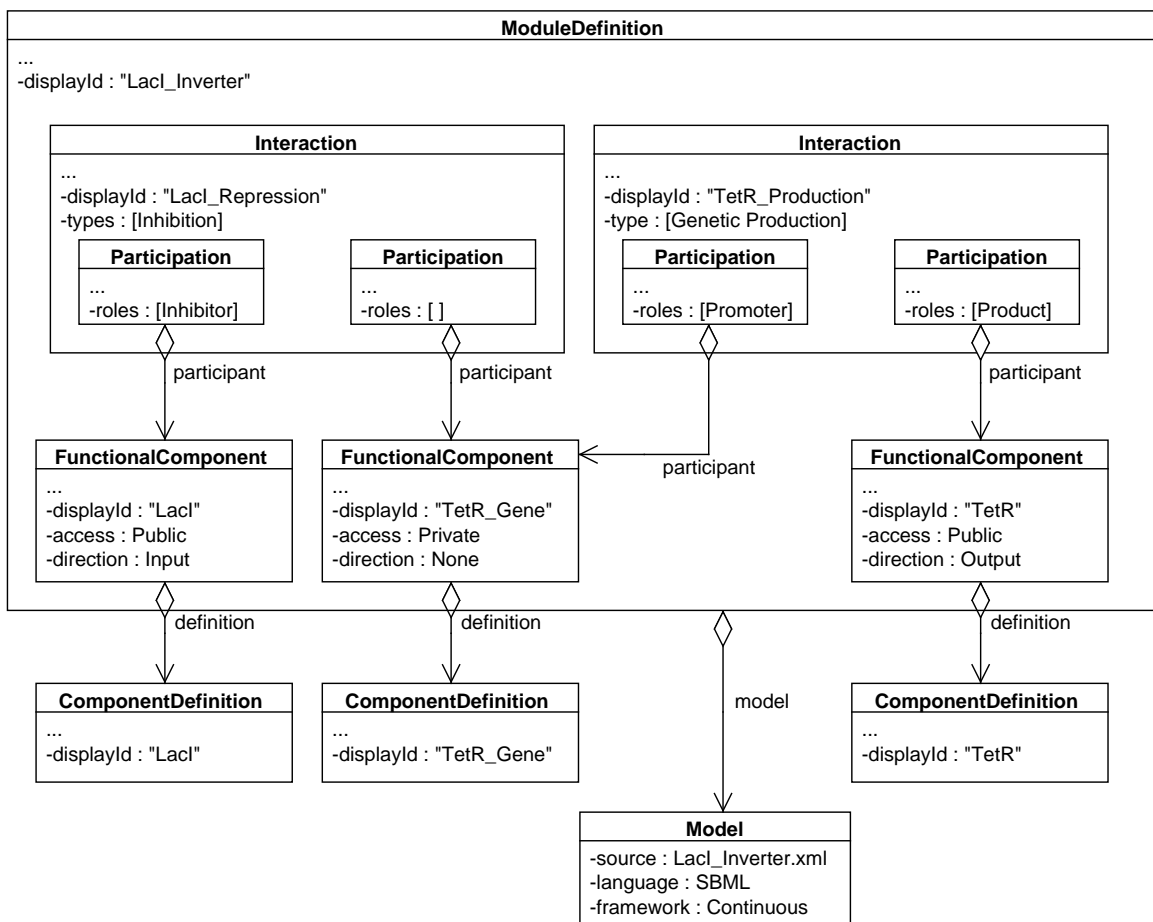 ModuleDefinition
...
-displayId : "LacI_Inverter"
Interaction
...
-displayId : "LacI_Repression"
-types : [Inhibition]
Participation
...
-roles : [Inhibitor]
Participation
...
-roles : [ ]
Interaction
...
-displayId : "TetR_Production"
-type : [Genetic Production]
Participation
...
-roles : [Promoter]
Participation
...
-roles : [Product]
participant
participant
participant
participant
FunctionalComponent
...
-displayId : "LacI"
-access : Public
-direction : Input
FunctionalComponent
...
-displayId : "TetR_Gene"
-access : Private
-direction : None
FunctionalComponent
...
-displayId : "TetR"
-access : Public
-direction : Output
definition
definition
definition
model
ComponentDefinition
...
-displayId : "LacI"
ComponentDefinition
...
-displayId : "TetR_Gene"
ComponentDefinition
...
-displayId : "TetR"
Model
-source : LacI_Inverter.xml
-language : SBML
-framework : Continuous